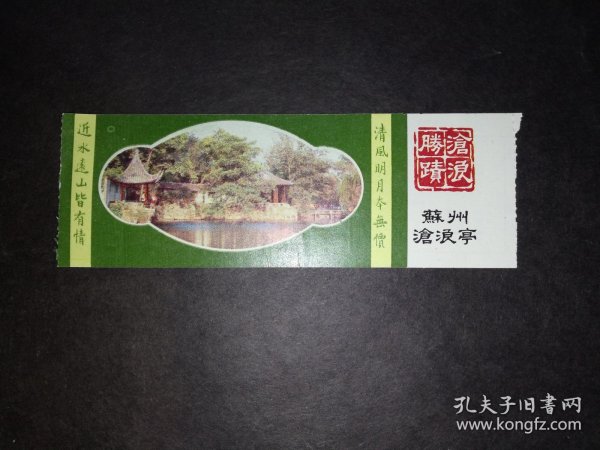 清風明月本無價
近水遠山皆有情
滄浪
勝蹟
蘇州
滄浪亭
孔夫子旧书网
www.kongfz.com